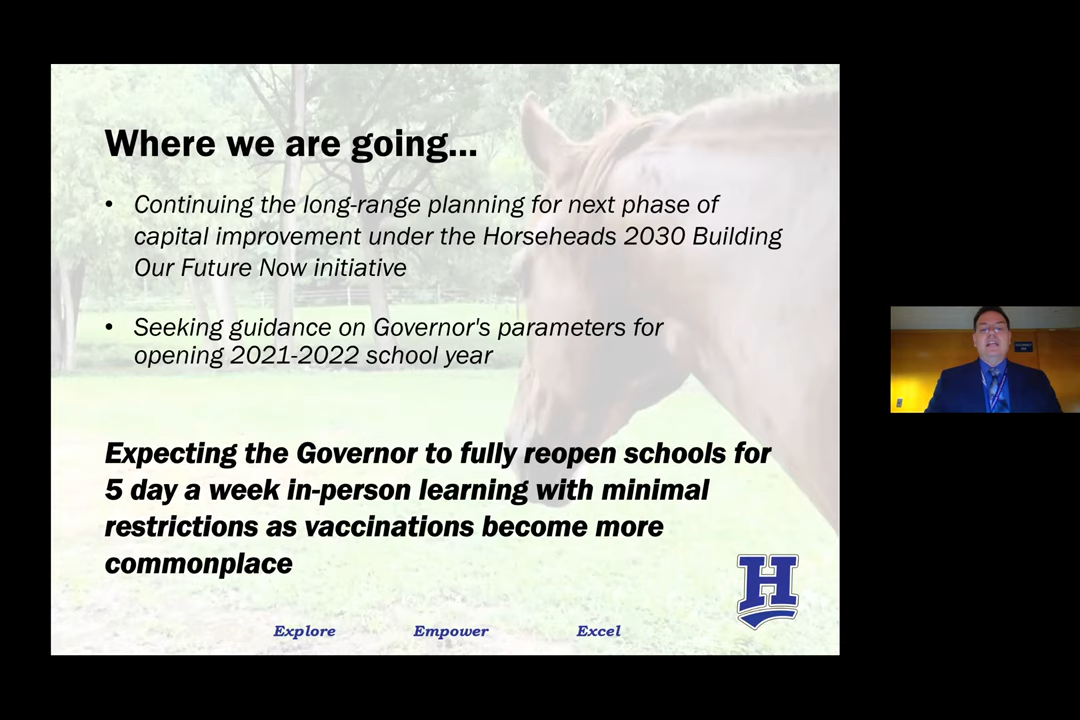 Where we are going...
• Continuing the long-range planning for next phase of
capital improvement under the Horseheads 2030 Building
Our Future Now initiative
• Seeking guidance on Governor's parameters for
opening 2021-2022 school year
Expecting the Governor to fully reopen schools for
5 day a week in-person learning with minimal
restrictions as vaccinations become more
commonplace
H
Explore Empower Excel